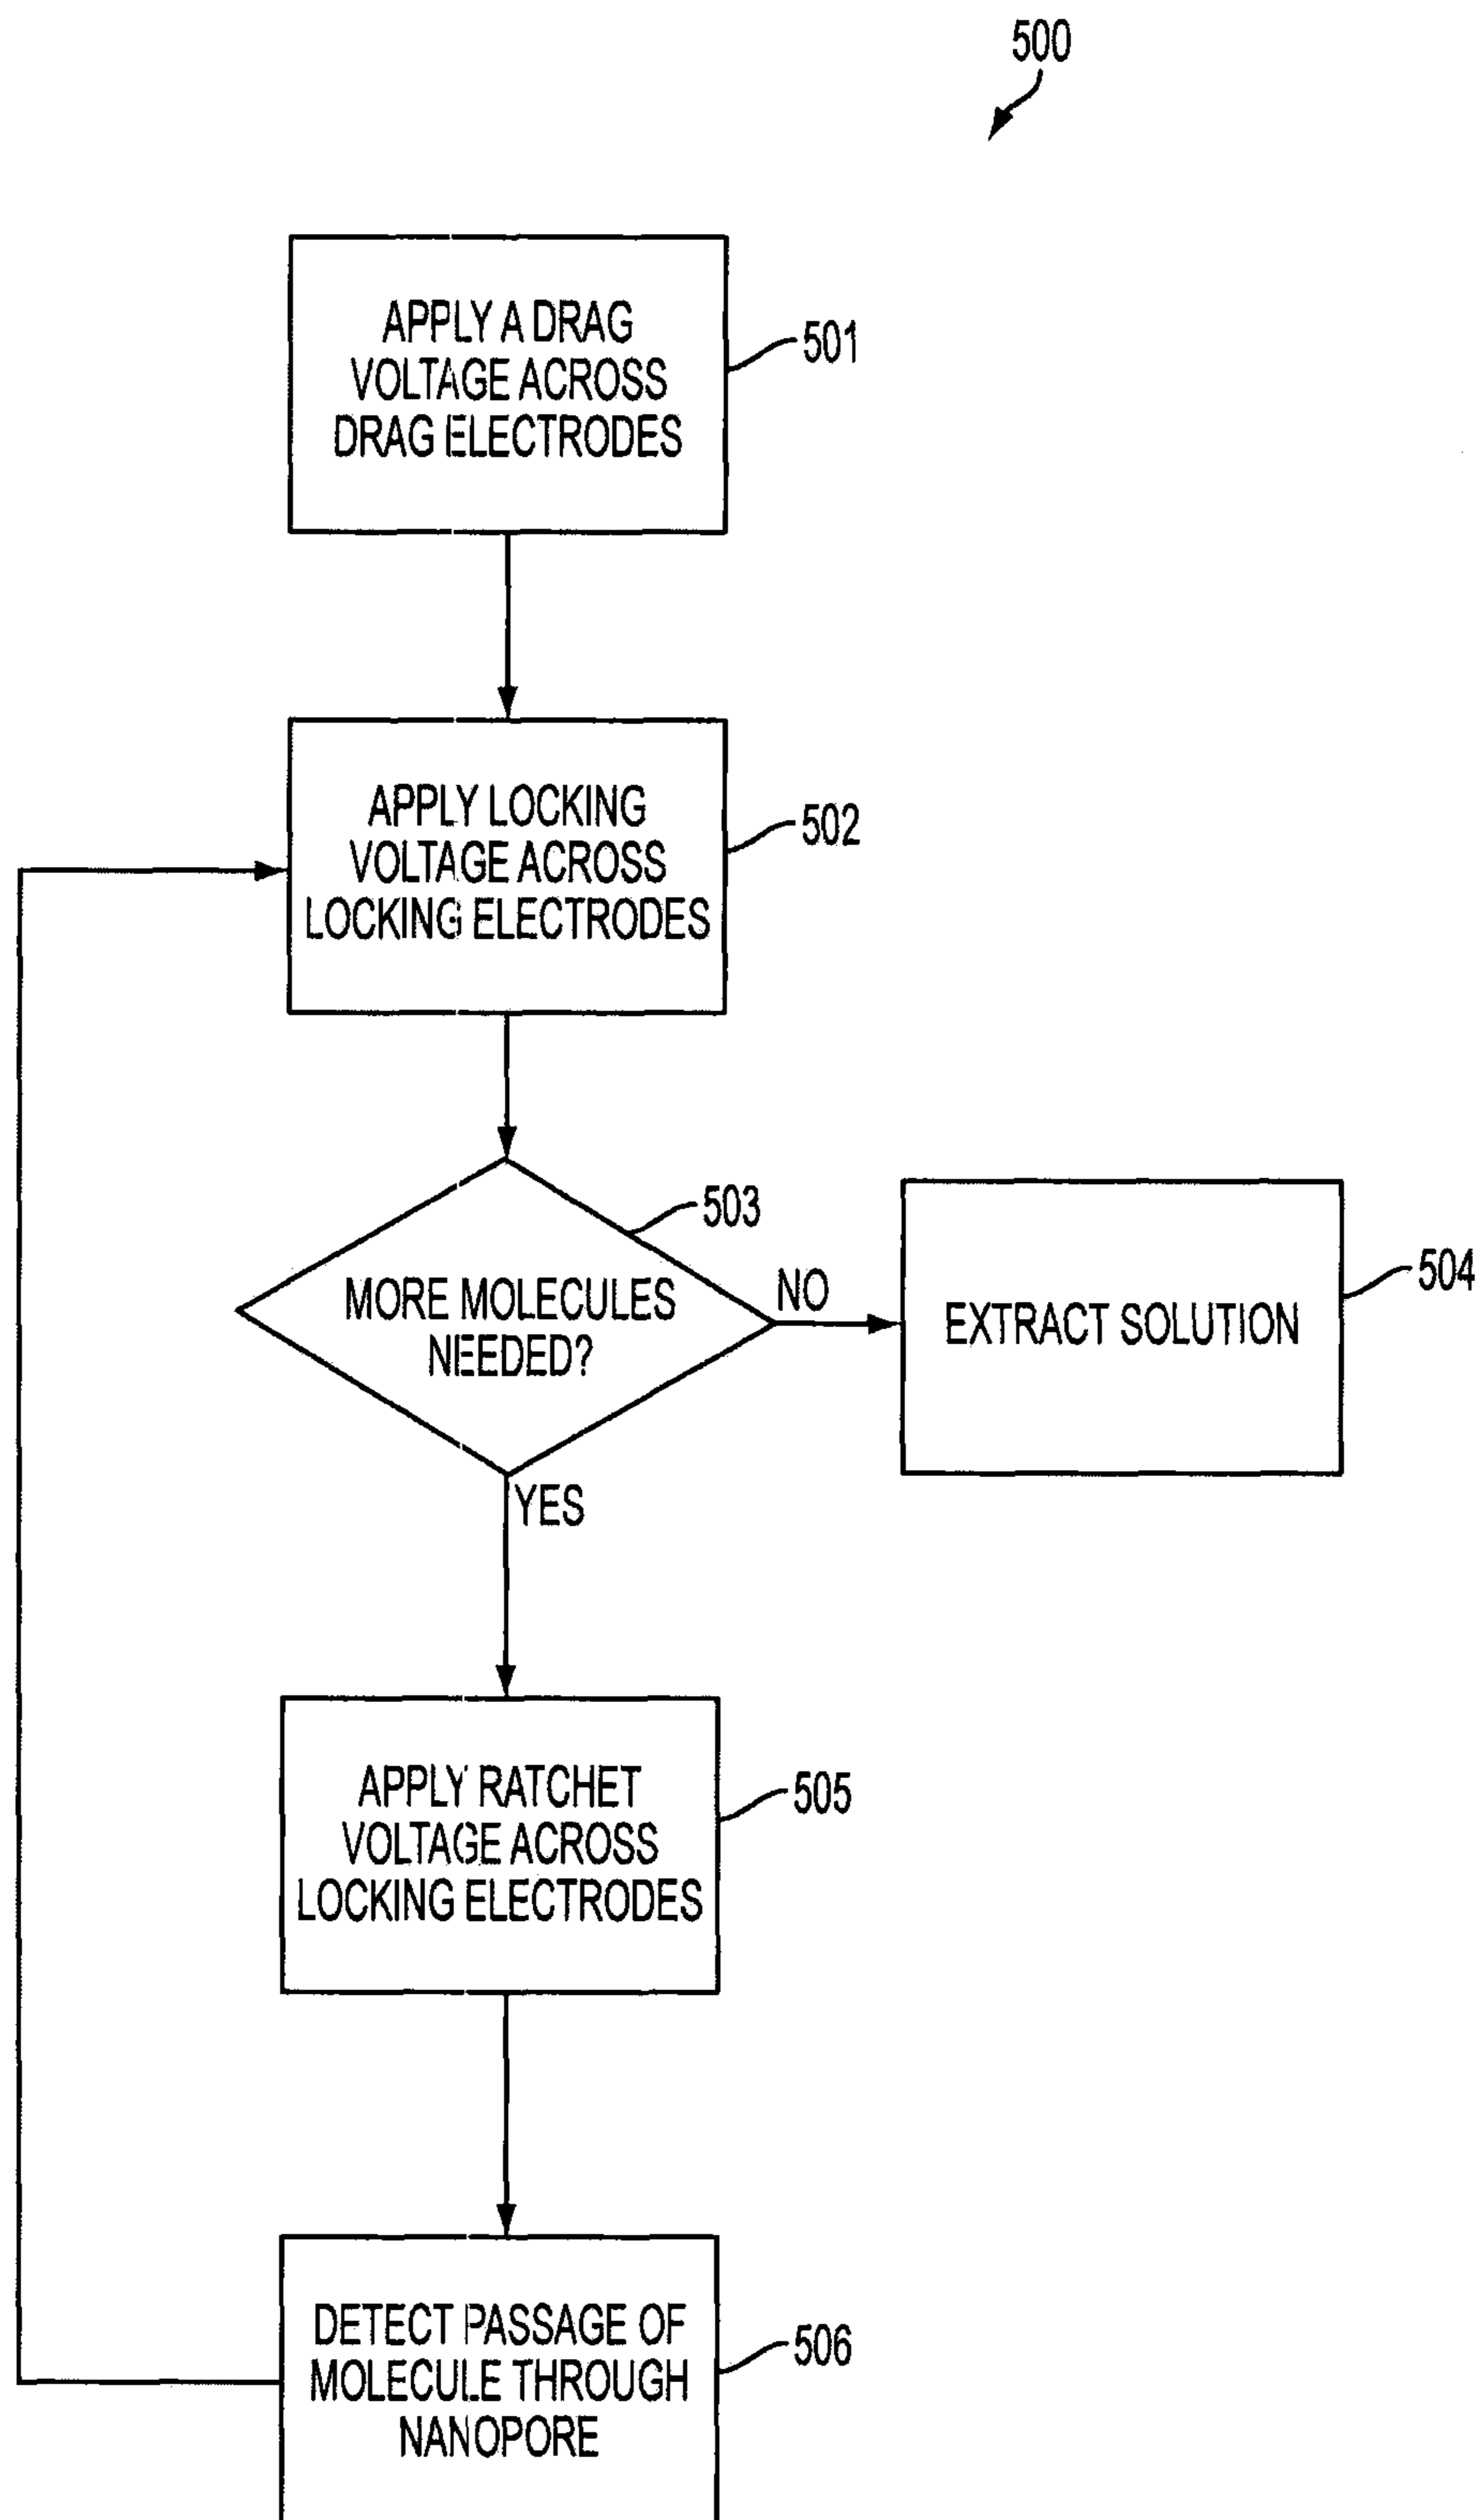 500
APPLY A DRAG
VOLTAGE ACROSS
DRAG ELECTRODES
501
APPLY LOCKING
VOLTAGE ACROSS
LOCKING ELECTRODES
502
503
MORE MOLECULES
NEEDED?
NO
EXTRACT SOLUTION
504
YES
APPLY RATCHET
VOLTAGE ACROSS
LOCKING ELECTRODES
505
DETECT PASSAGE OF
MOLECULE THROUGH
NANOPORE
506